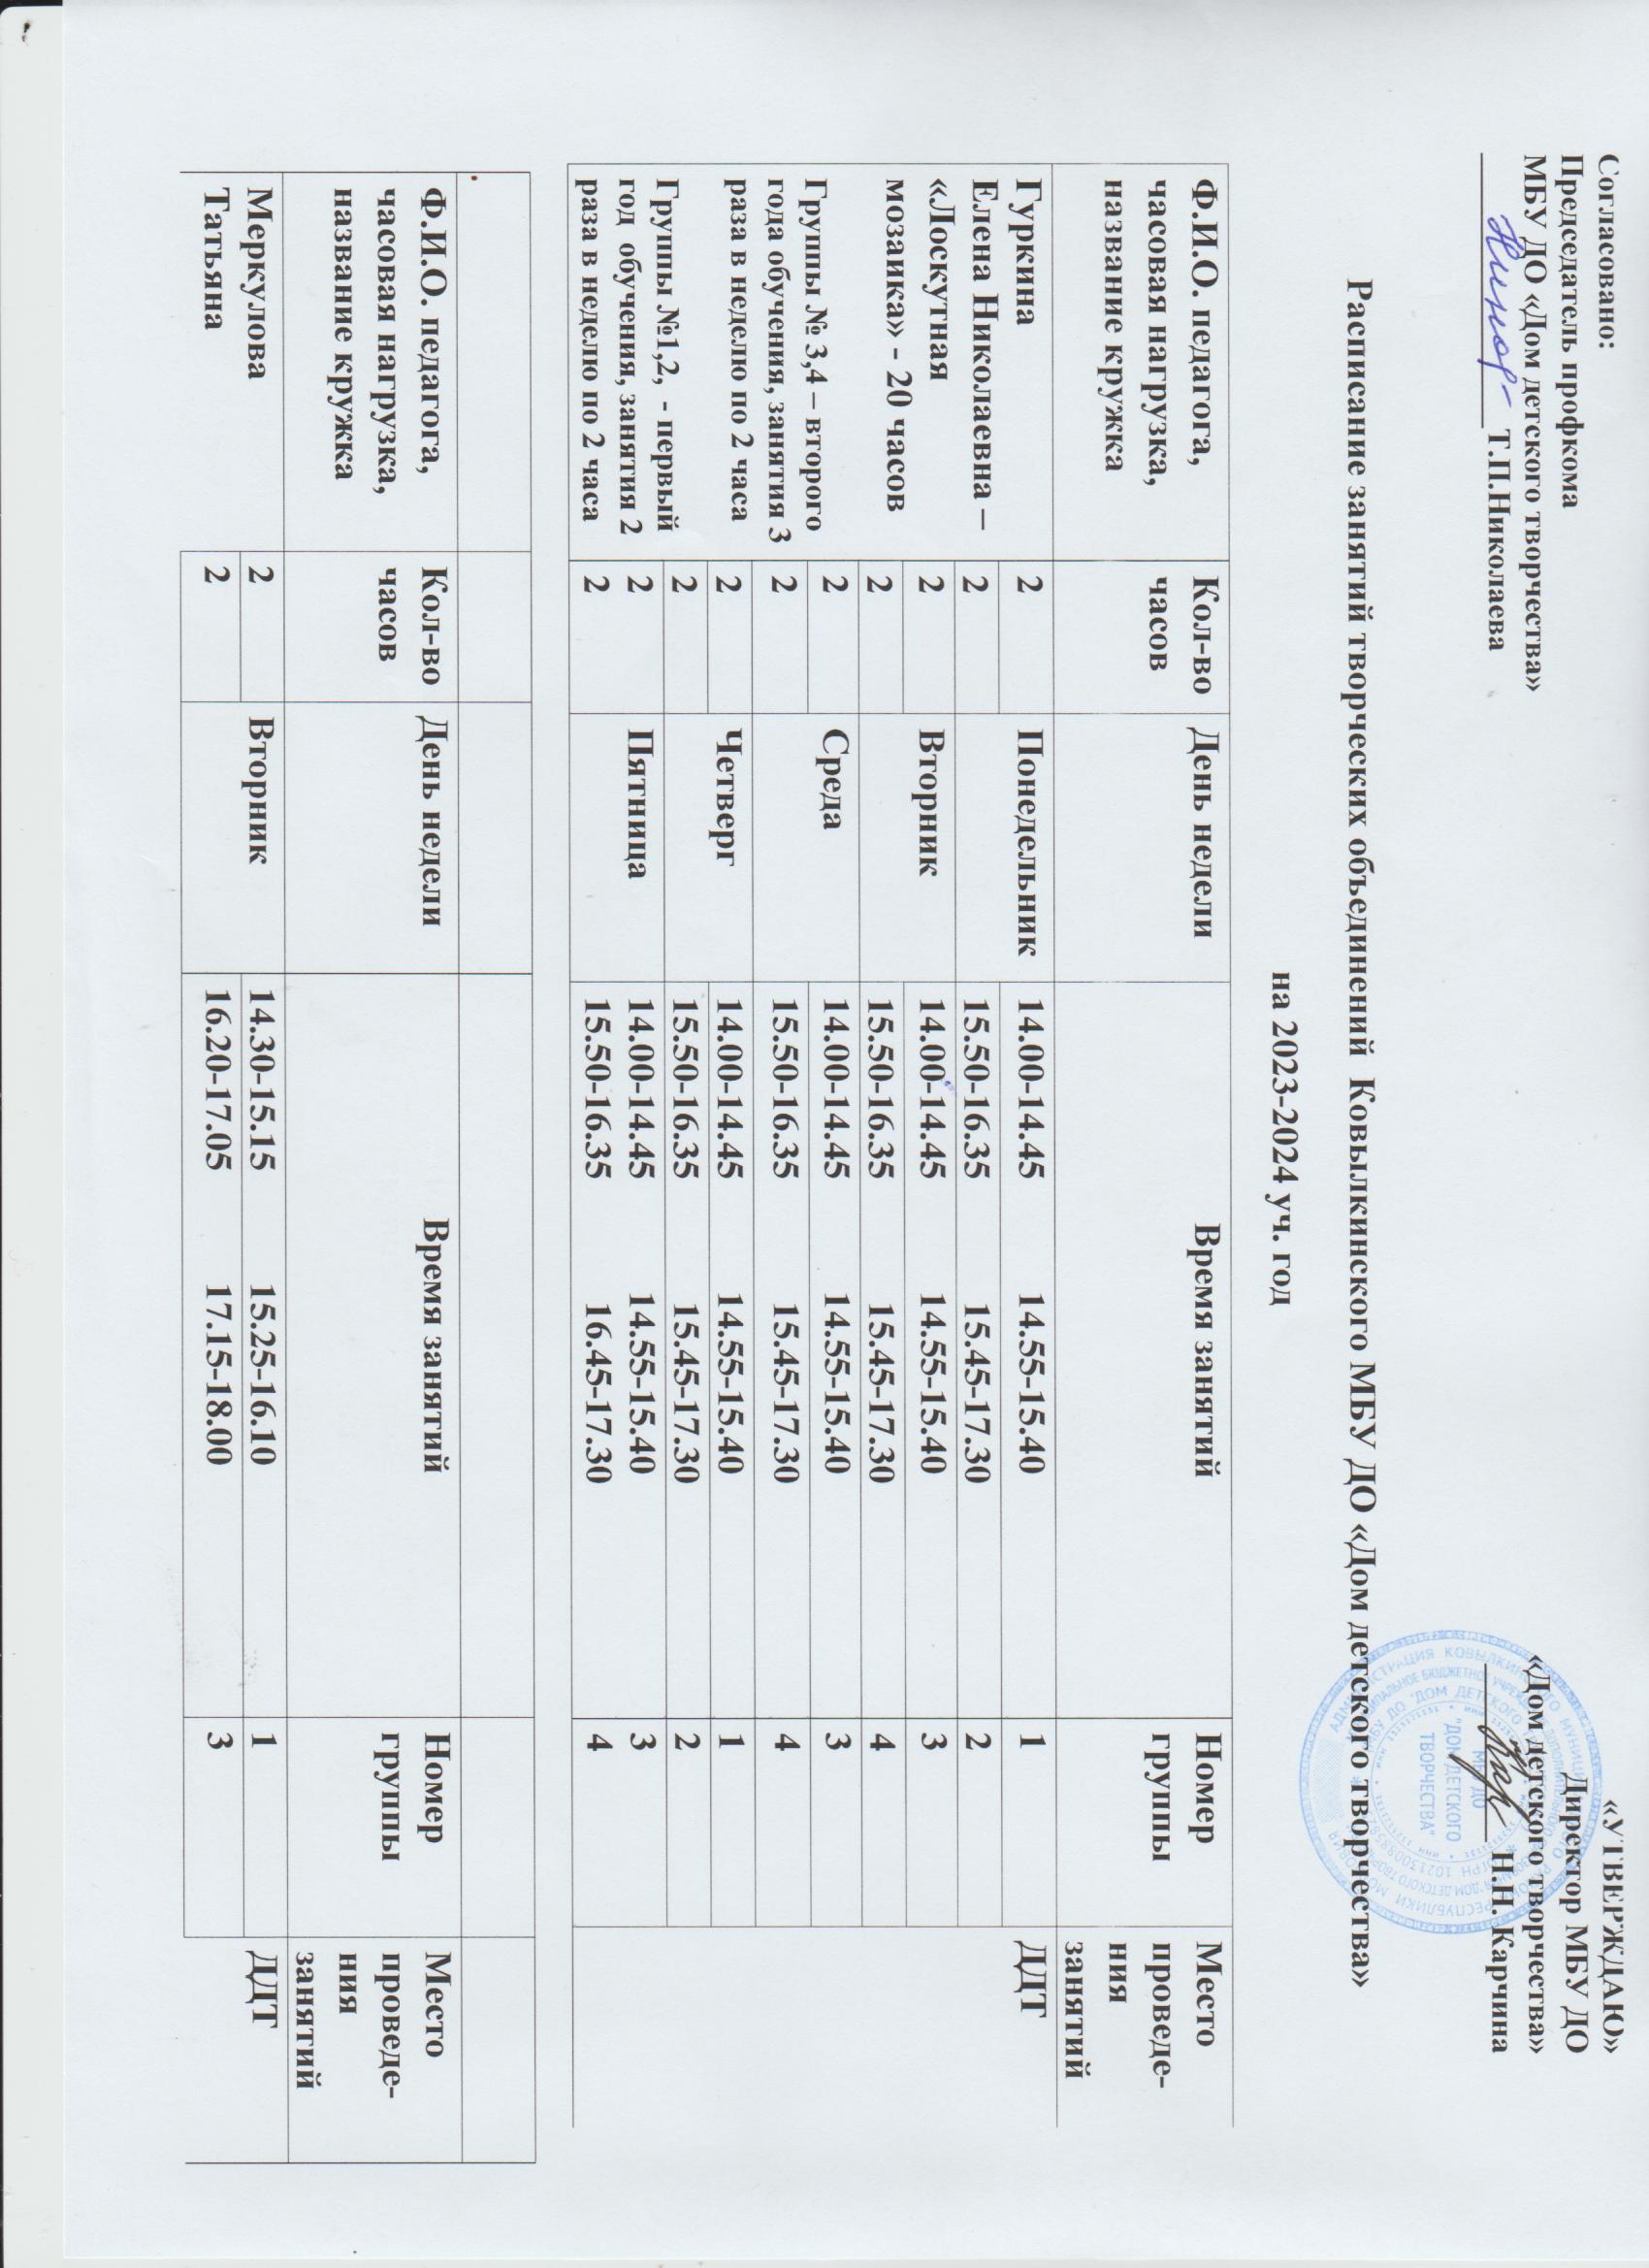 Согласовано:
Председатель профкома
МБУ ДО «Дом детского творчества»
Т.П.Николаева
«УТВЕРЖДАЮ»
Директор МБУ ДО
«Дом детского творчества»
Н.Н. Карчина
МБУ ДО
"ДОМ ДЕТСКОГО
ТВОРЧЕСТВА"
Расписание занятий творческих объединений Ковылкинского МБУ ДО «Дом детского творчества»
на 2023-2024 уч. год
Ф.И.О. педагога,
часовая нагрузка,
название кружка
Кол-во
часов
День недели
Время занятий
Номер
группы
Место
проведе-
ния
занятий
Гуркина
Елена Николаевна –
«Лоскутная
мозаика» - 20 часов
Группы № 3,4 – второго
года обучения, занятия 3
раза в неделю по 2 часа
Группы №1,2, - первый
год обучения, занятия 2
раза в неделю по 2 часа
2 Понедельник 14.00-14.45 14.55-15.40 1 ДДТ
2 15.50-16.35 15.45-17.30 2
2 Вторник 14.00-14.45 14.55-15.40 3
2 15.50-16.35 15.45-17.30 4
2 Среда 14.00-14.45 14.55-15.40 3
2 15.50-16.35 15.45-17.30 4
2 Четверг 14.00-14.45 14.55-15.40 1
2 15.50-16.35 15.45-17.30 2
2 Пятница 14.00-14.45 14.55-15.40 3
2 15.50-16.35 16.45-17.30 4
Ф.И.О. педагога,
часовая нагрузка,
название кружка
Кол-во
часов
День недели
Время занятий
Номер
группы
Место
проведе-
ния
занятий
Меркулова
Татьяна
2 Вторник 14.30-15.15 15.25-16.10 1 ДДТ
2 16.20-17.05 17.15-18.00 3